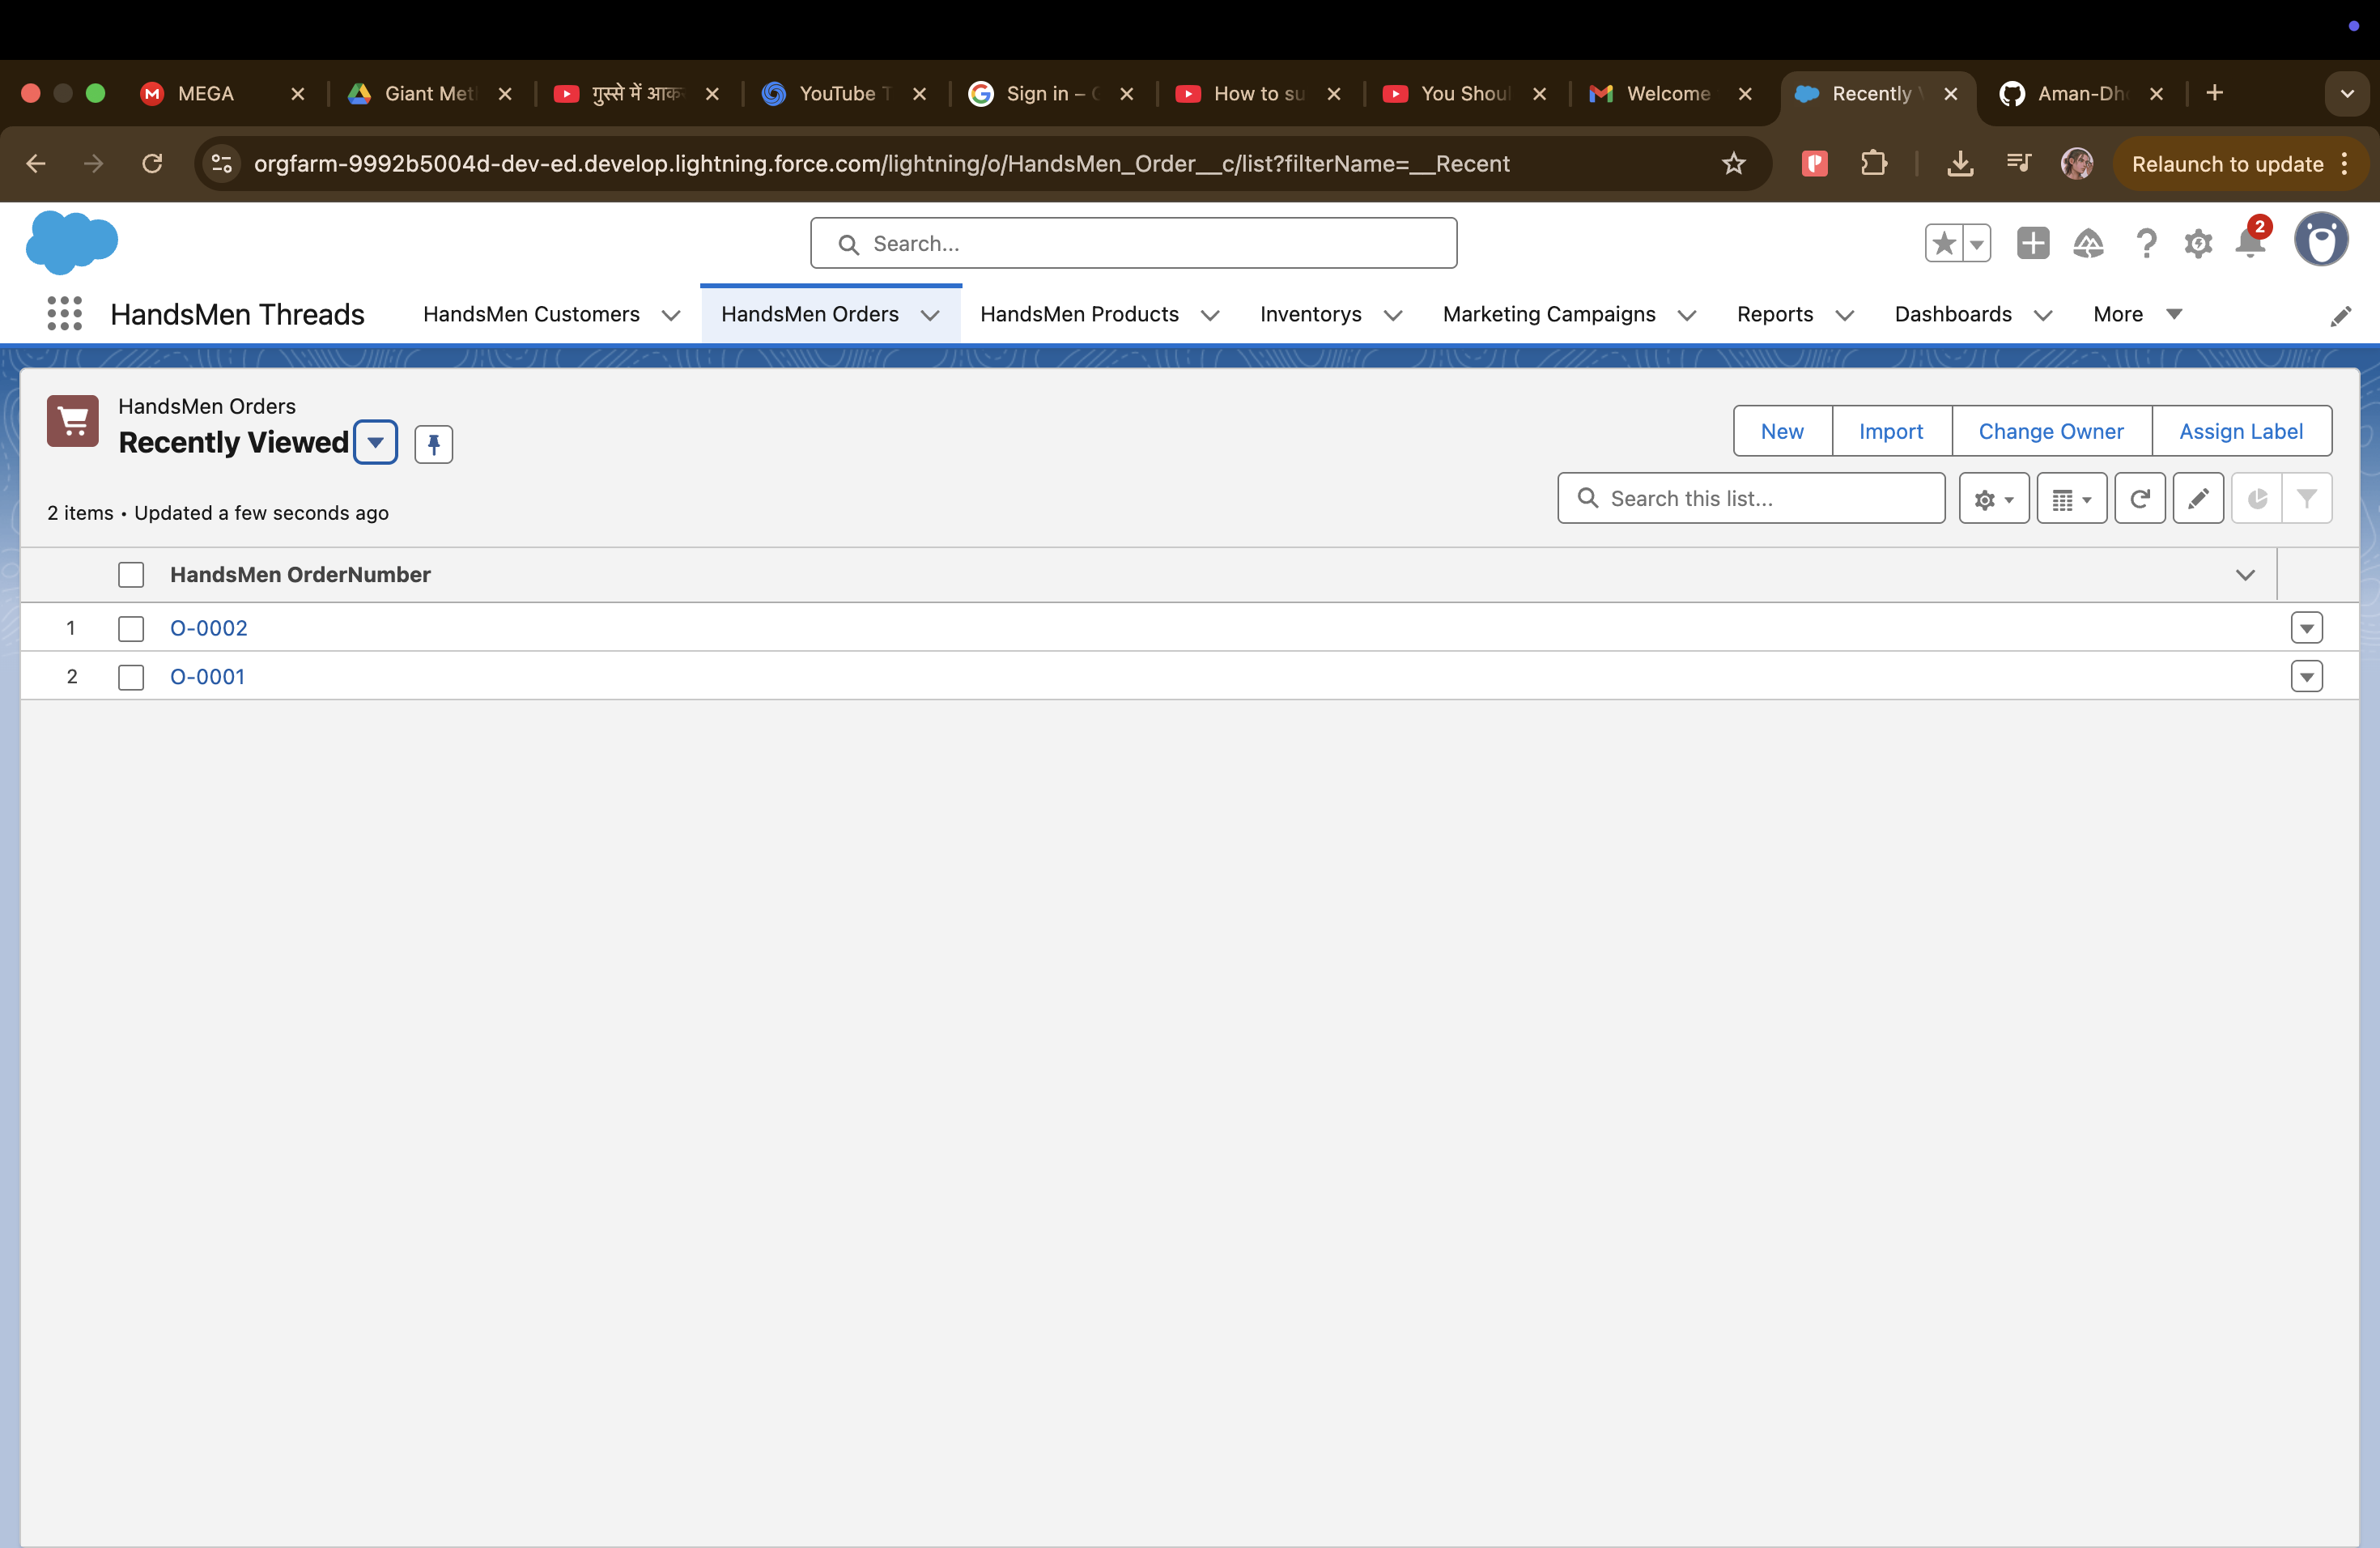 MEGA
Giant Met
गुस्से में आक
YouTube T
Sign in –
How to su
You Shoul
Welcome
Recently
Aman-Dh
orgfarm-9992b5004d-dev-ed.develop.lightning.force.com/lightning/o/HandsMen_Order__c/list?filterName=__Recent
Relaunch to update
Search...
2
HandsMen Threads
HandsMen Customers
HandsMen Orders
HandsMen Products
Inventorys
Marketing Campaigns
Reports
Dashboards
More
HandsMen Orders
Recently Viewed
New
Import
Change Owner
Assign Label
2 items • Updated a few seconds ago
Search this list...
HandsMen OrderNumber
1 O-0002
2 O-0001